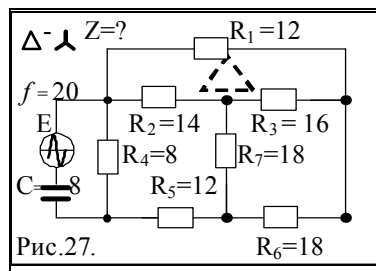 Δ-⅄ Z=?
R1=12
f=20
R2=14
R3= 16
E
R4=8
R7=18
C= 8
R5=12
R6=18
Рис.27.